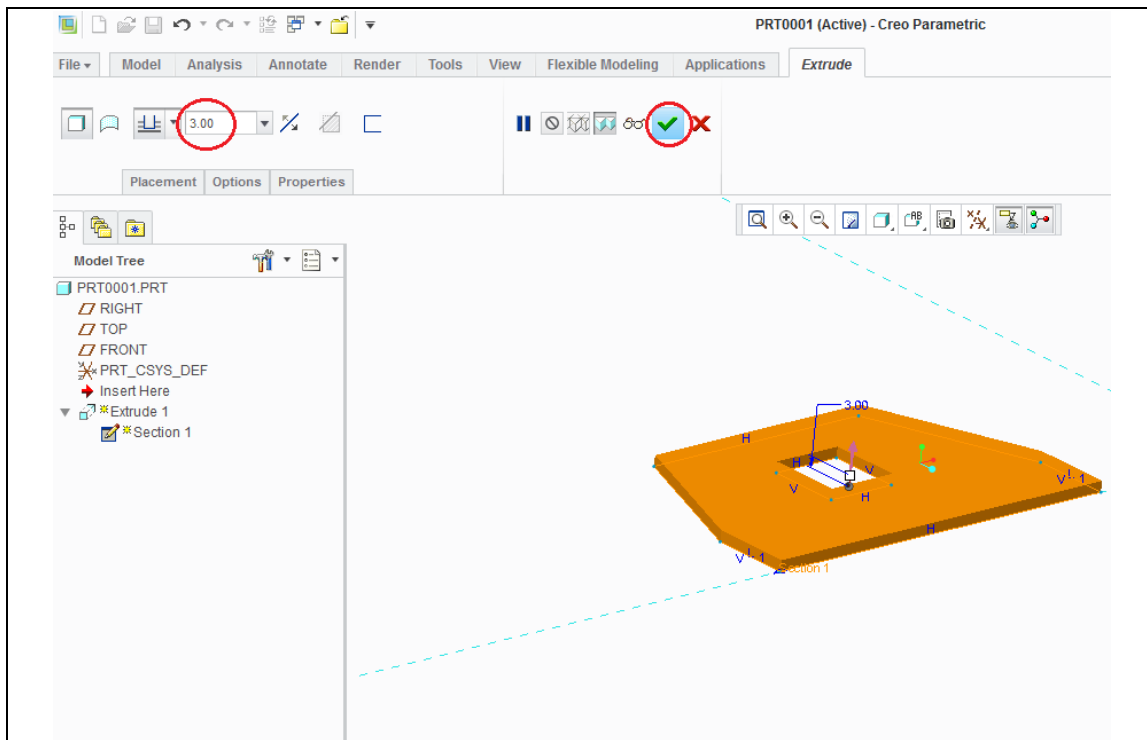 PRT0001 (Active) - Creo Parametric
File Model Analysis Annotate Render Tools View Flexible Modeling Applications Extrude
3.00
Placement Options Properties
Model Tree
PRT0001.PRT
RIGHT
TOP
FRONT
PRT_CSYS_DEF
Insert Here
Extrude 1
Section 1
3.00
H
H
V
V
H
V L 1
H
V L 1
Section 1